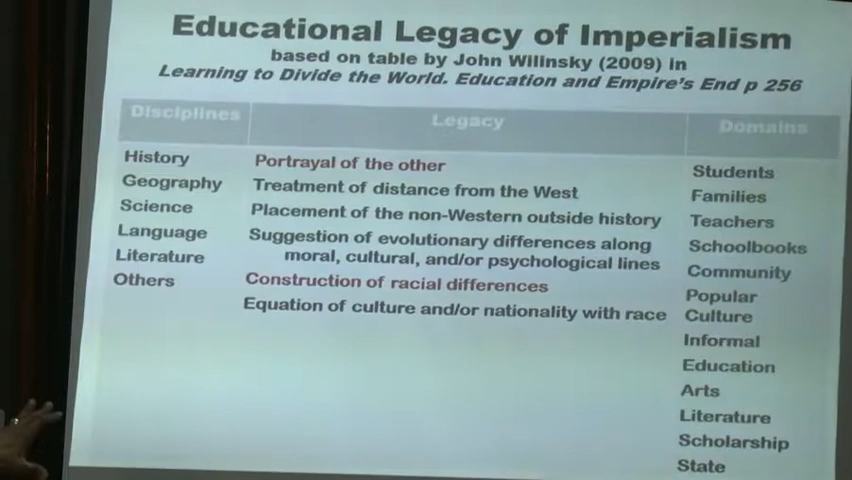 Educational Legacy of Imperialism
based on table by John Wilinsky (2009) in
Learning to Divide the World. Education and Empire's End p 256
Disciplines
History
Geography
Science
Language
Literature
Others
Legacy
Portrayal of the other
Treatment of distance from the West
Placement of the non-Western outside history
Suggestion of evolutionary differences along
moral, cultural, and/or psychological lines
Construction of racial differences
Equation of culture and/or nationality with race
Domains
Students
Families
Teachers
Schoolbooks
Community
Popular
Culture
Informal
Education
Arts
Literature
Scholarship
State